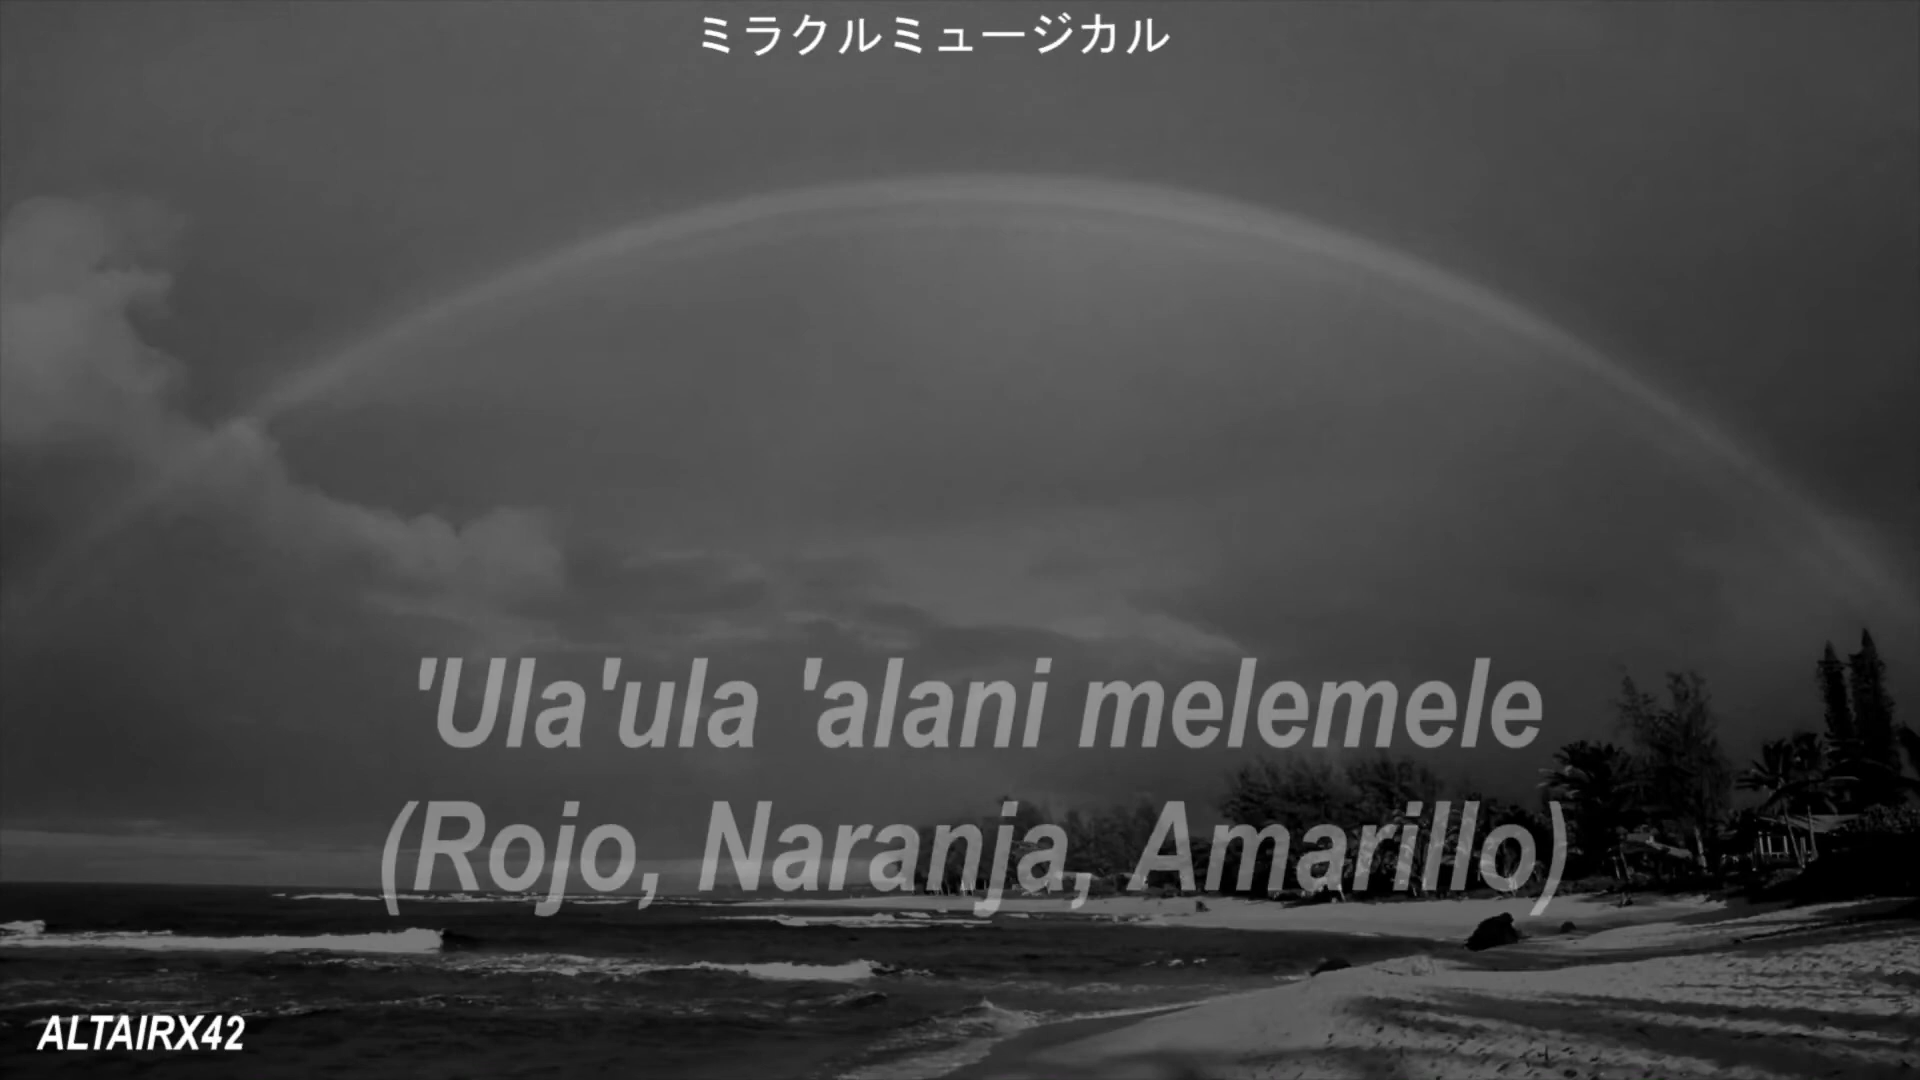 ミラクルミュージカル
'Ula'ula 'alani melemele
(Rojo, Naranja, Amarillo)
ALTAIRX42